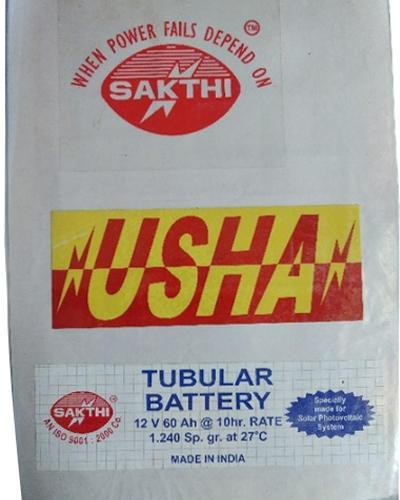 WHEN POWER FAILS DEPEND ON
TM
SAKTHI
USHA
TUBULAR
BATTERY
12 V 60 Ah @ 10hr. RATE
1.240 Sp. gr. at 27°C
MADE IN INDIA
SAKTHI
AN ISO 9001 : 2000 Co.
Specially
made for
Solar Photovoltaic
System